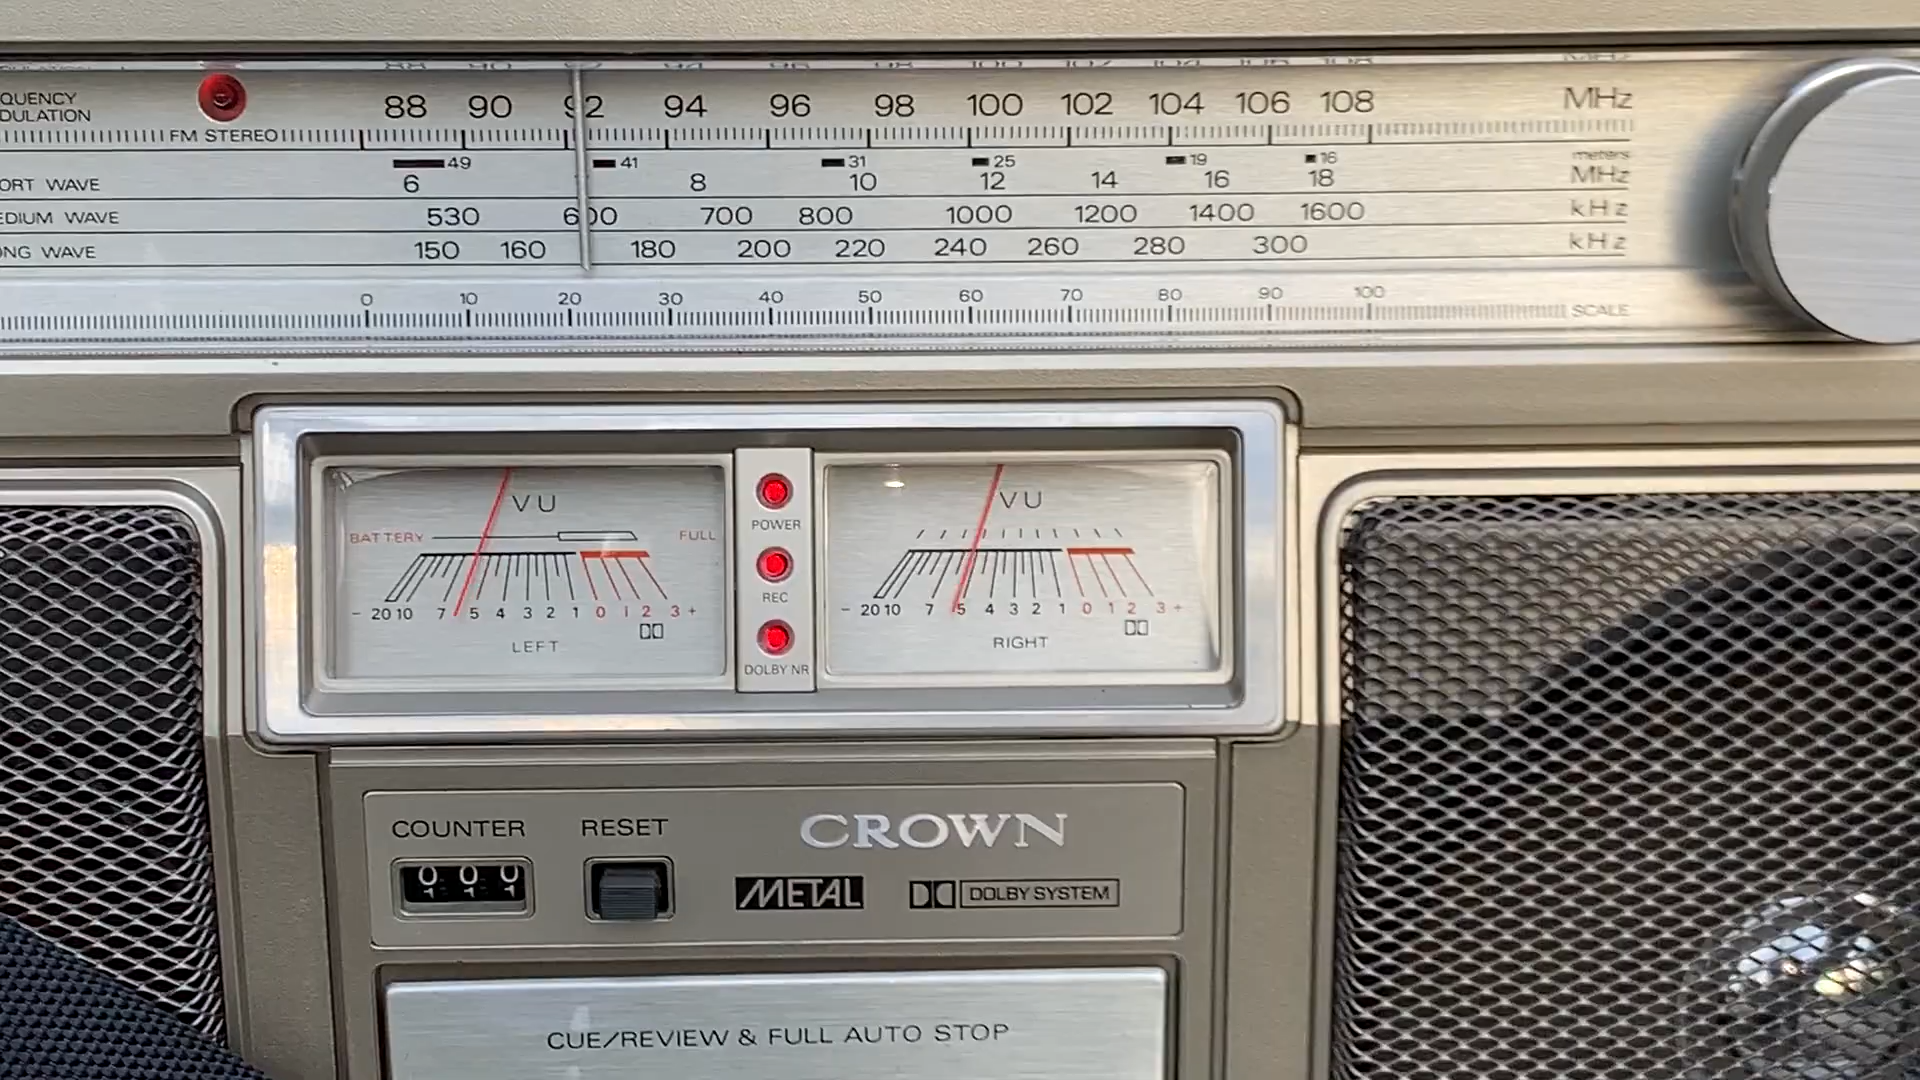 QUENCY
DULATION
FM STEREO
88 90 92 94 96 98 100 102 104 106 108 MHz
49 41 31 25 19 16 meters
ORT WAVE 6 8 10 12 14 16 18 MHz
EDIUM WAVE 530 600 700 800 1000 1200 1400 1600 kHz
ONG WAVE 150 160 180 200 220 240 260 280 300 kHz
0 10 20 30 40 50 60 70 80 90 100 SCALE
VU
BATTERY FULL
- 20 10 7 5 4 3 2 1 0 1 2 3 +
LEFT
POWER
REC
DOLBY NR
VU
- 20 10 7 5 4 3 2 1 0 1 2 3 +
RIGHT
COUNTER RESET
0 0 0
1 1 1
CROWN
METAL
DOLBY SYSTEM
CUE/REVIEW & FULL AUTO STOP